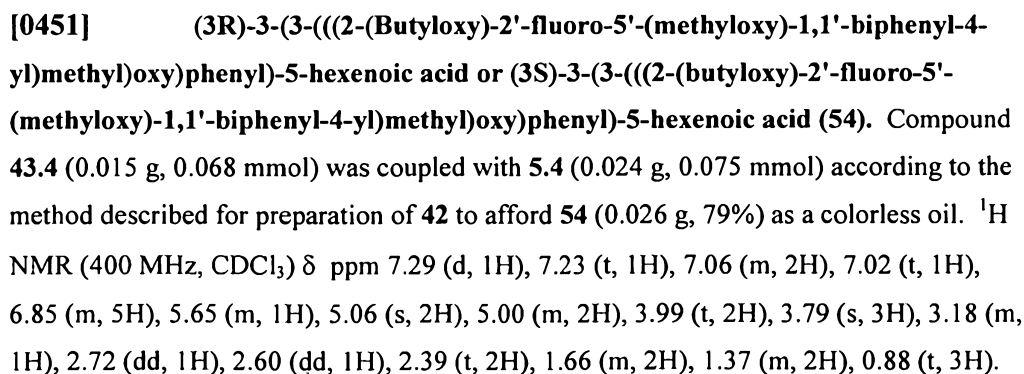 [0451] (3R)-3-(3-(((2-(Butyloxy)-2'-fluoro-5'-(methyloxy)-1,1'-biphenyl-4-
yl)methyl)oxy)phenyl)-5-hexenoic acid or (3S)-3-(3-(((2-(butyloxy)-2'-fluoro-5'-
(methyloxy)-1,1'-biphenyl-4-yl)methyl)oxy)phenyl)-5-hexenoic acid (54). Compound
43.4 (0.015 g, 0.068 mmol) was coupled with 5.4 (0.024 g, 0.075 mmol) according to the
method described for preparation of 42 to afford 54 (0.026 g, 79%) as a colorless oil. ¹H
NMR (400 MHz, CDCl₃) δ ppm 7.29 (d, 1H), 7.23 (t, 1H), 7.06 (m, 2H), 7.02 (t, 1H),
6.85 (m, 5H), 5.65 (m, 1H), 5.06 (s, 2H), 5.00 (m, 2H), 3.99 (t, 2H), 3.79 (s, 3H), 3.18 (m,
1H), 2.72 (dd, 1H), 2.60 (dd, 1H), 2.39 (t, 2H), 1.66 (m, 2H), 1.37 (m, 2H), 0.88 (t, 3H).